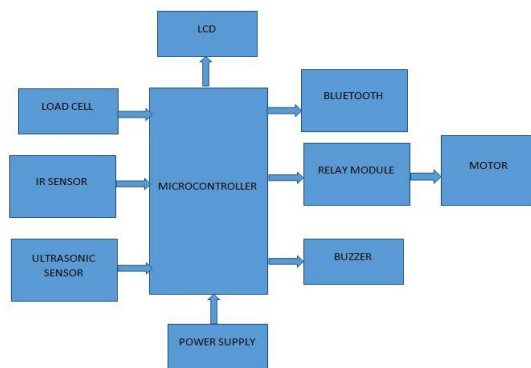 LCD
LOAD CELL
BLUETOOTH
IR SENSOR
MICROCONTROLLER
RELAY MODULE
MOTOR
ULTRASONIC
SENSOR
BUZZER
POWER SUPPLY